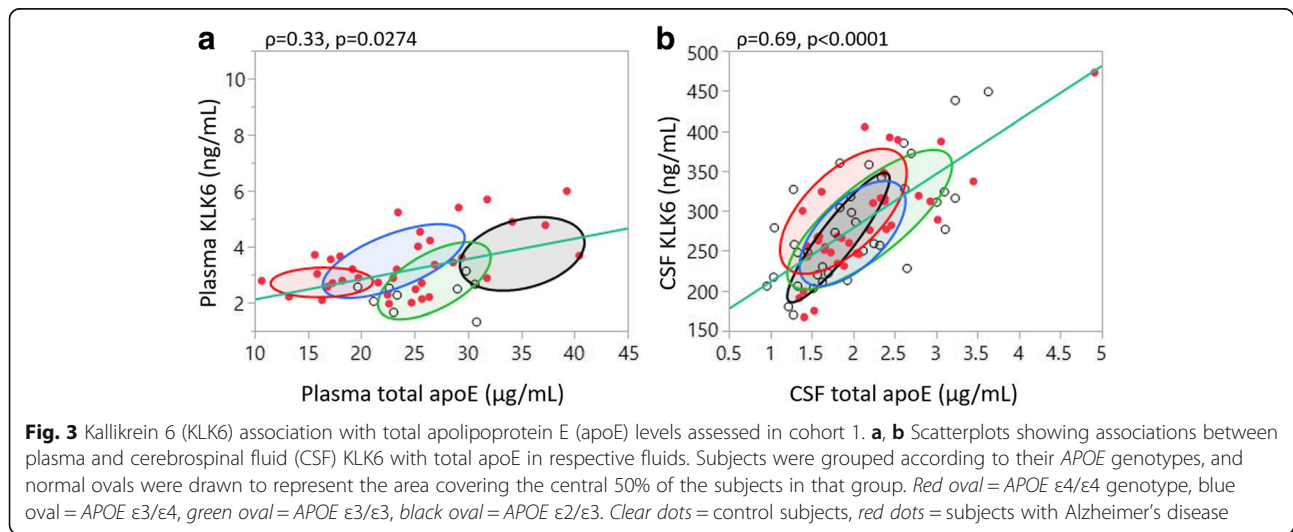 a
ρ=0.33, p=0.0274
Plasma KLK6 (ng/mL)
10
8
6
4
2
10 15 20 25 30 35 40 45
Plasma total apoE (µg/mL)
b
ρ=0.69, p<0.0001
CSF KLK6 (ng/mL)
500
450
400
350
300
250
200
150
0.5 1 1.5 2 2.5 3 3.5 4 4.5 5
CSF total apoE (µg/mL)
Fig. 3 Kallikrein 6 (KLK6) association with total apolipoprotein E (apoE) levels assessed in cohort 1. a, b Scatterplots showing associations between
plasma and cerebrospinal fluid (CSF) KLK6 with total apoE in respective fluids. Subjects were grouped according to their APOE genotypes, and
normal ovals were drawn to represent the area covering the central 50% of the subjects in that group. Red oval = APOE ε4/ε4 genotype, blue
oval = APOE ε3/ε4, green oval = APOE ε3/ε3, black oval = APOE ε2/ε3. Clear dots = control subjects, red dots = subjects with Alzheimer's disease